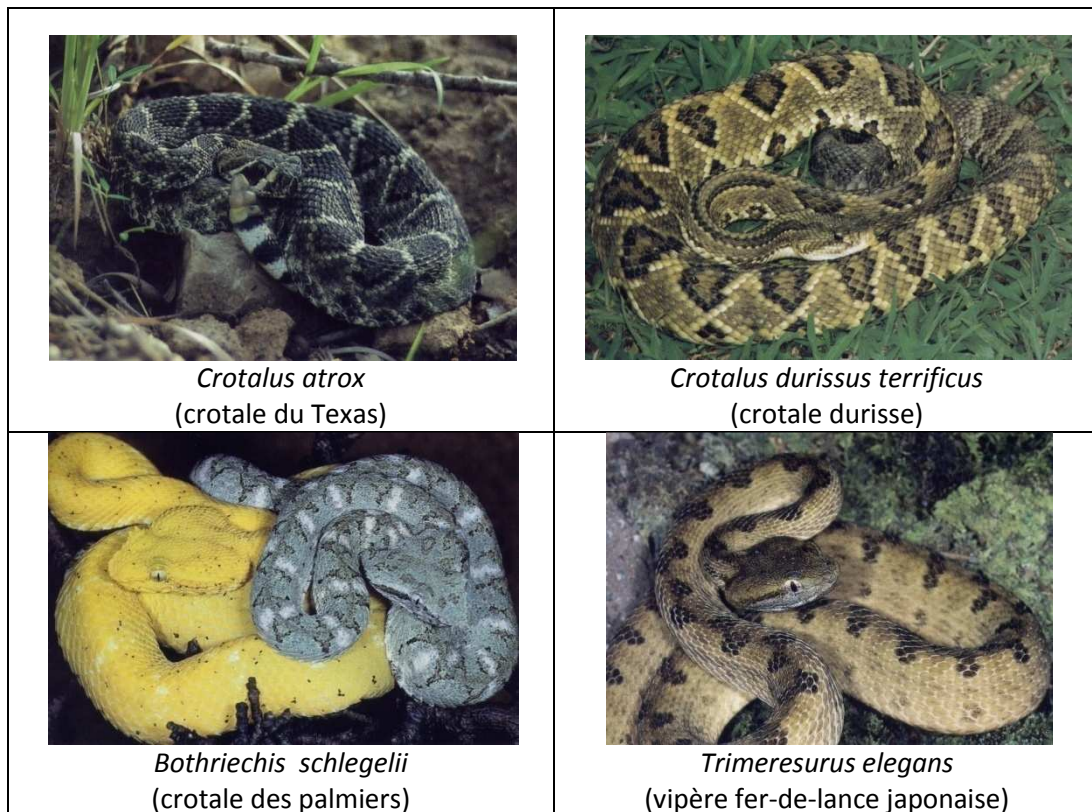 Crotalus atrox
(crotale du Texas)
Crotalus durissus terrificus
(crotale durisse)
Bothriechis schlegelii
(crotale des palmiers)
Trimeresurus elegans
(vipère fer-de-lance japonaise)